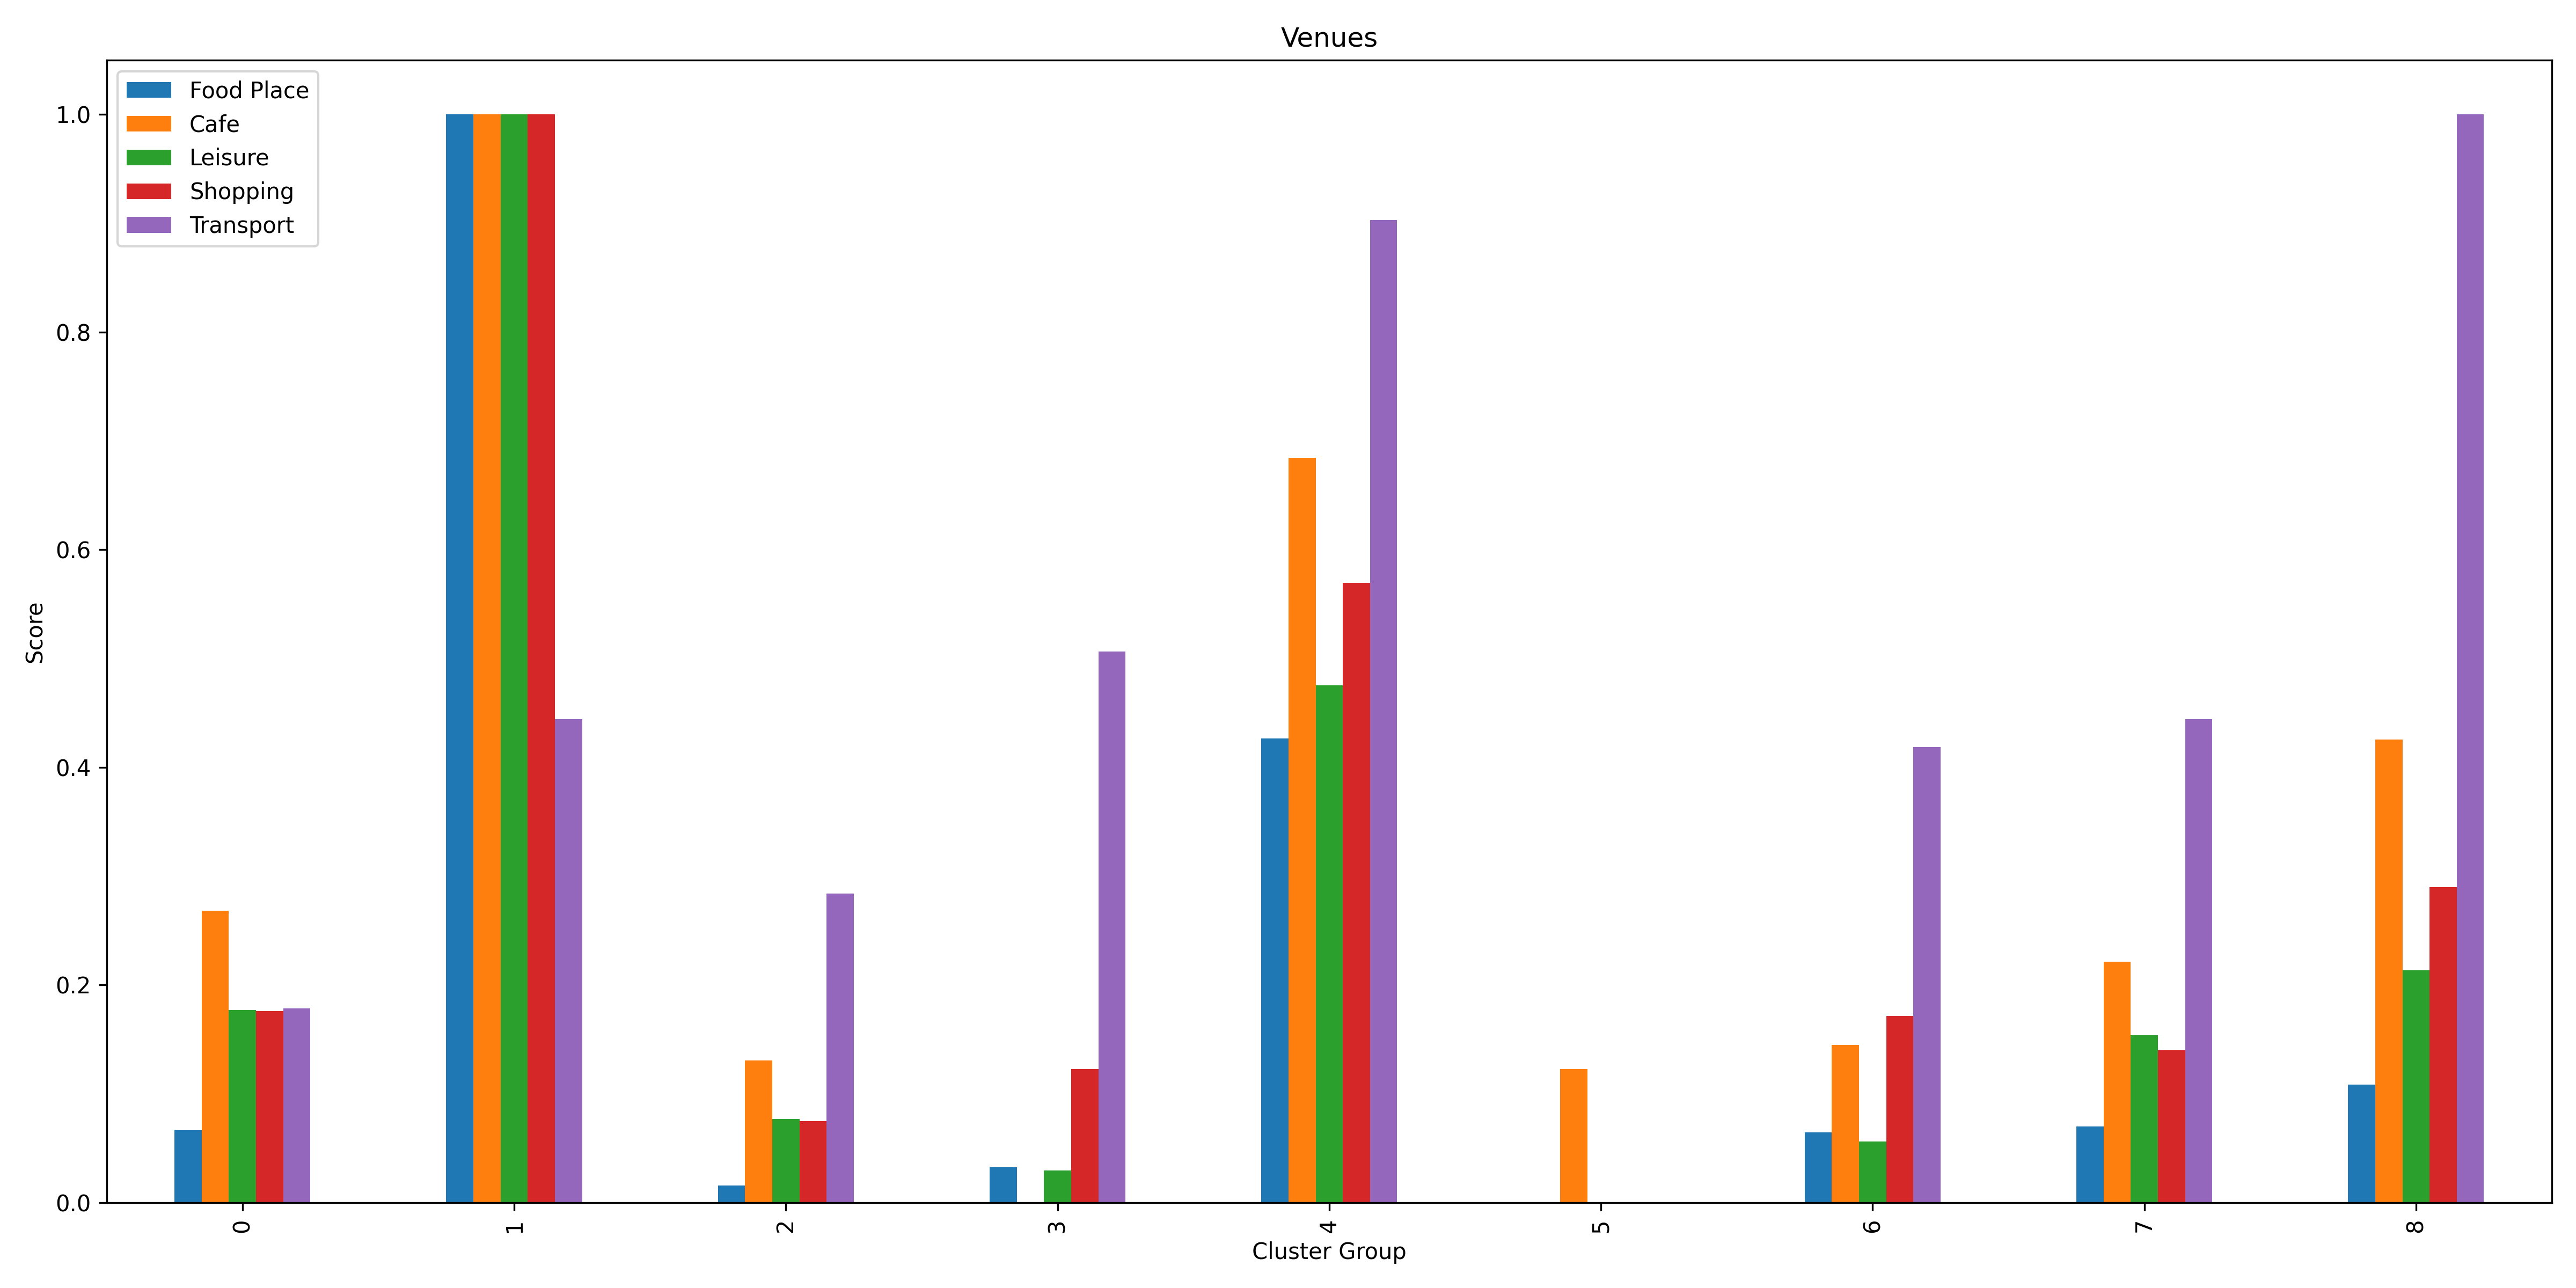 Venues
Food Place
Cafe
Leisure
Shopping
Transport
1.0
0.8
0.6
0.4
0.2
0.0
Score
0 1 2 3 4 5 6 7 8
Cluster Group